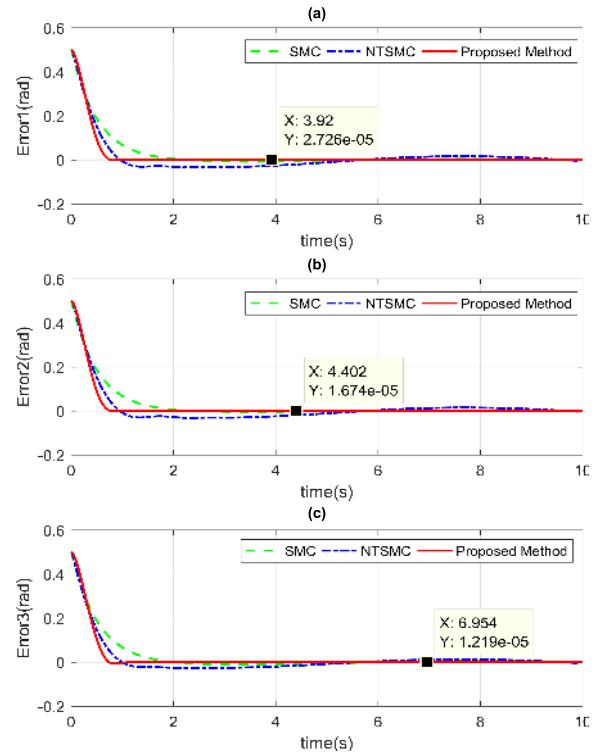 (a)
SMC NTSMC Proposed Method
Error1(rad)
0.6
0.4
0.2
0
-0.2
X: 3.92
Y: 2.726e-05
0 2 4 6 8 10
time(s)
(b)
SMC NTSMC Proposed Method
Error2(rad)
0.6
0.4
0.2
0
-0.2
X: 4.402
Y: 1.674e-05
0 2 4 6 8 10
time(s)
(c)
SMC NTSMC Proposed Method
Error3(rad)
0.6
0.4
0.2
0
-0.2
X: 6.954
Y: 1.219e-05
0 2 4 6 8 10
time(s)